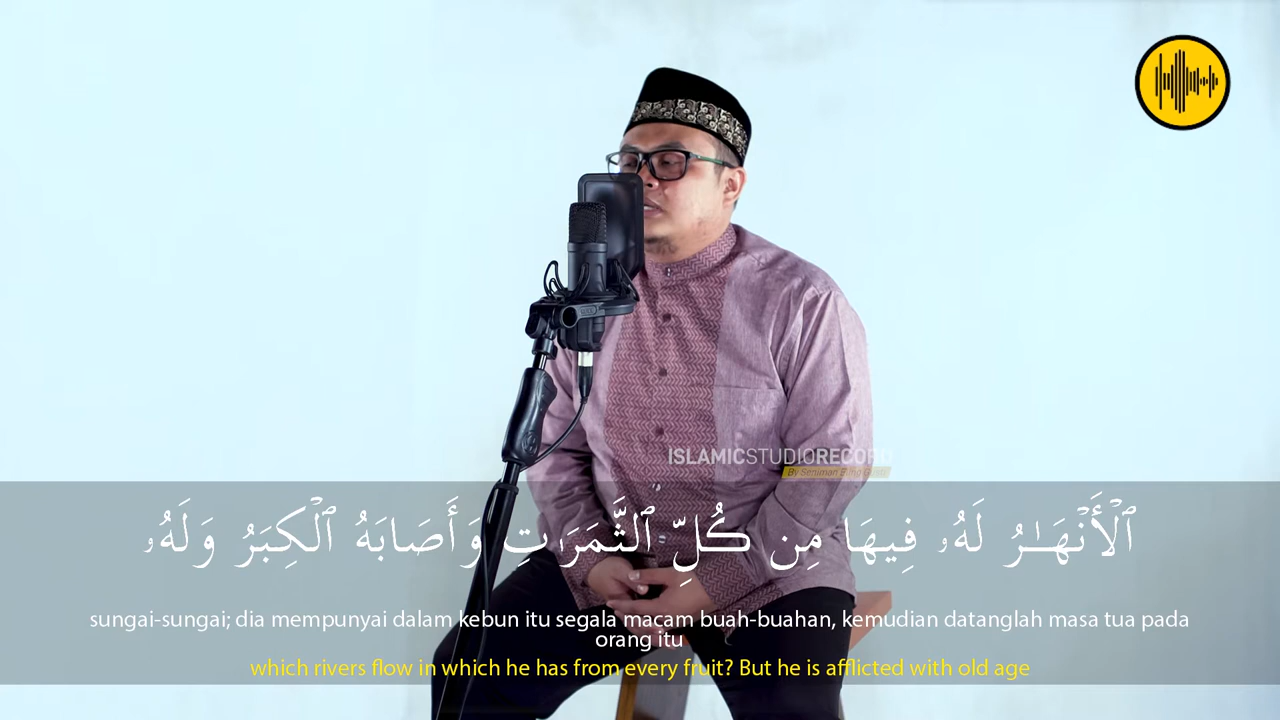 ISLAMICSTUDIORECORD
ٱلْأَنْهَـٰرُ لَهُۥ فِيهَا مِن كُلِّ ٱلثَّمَرَٰتِ وَأَصَابَهُ ٱلْكِبَرُ وَلَهُۥ
sungai-sungai; dia mempunyai dalam kebun itu segala macam buah-buahan, kemudian datanglah masa tua pada
orang itu
which rivers flow in which he has from every fruit? But he is afflicted with old age